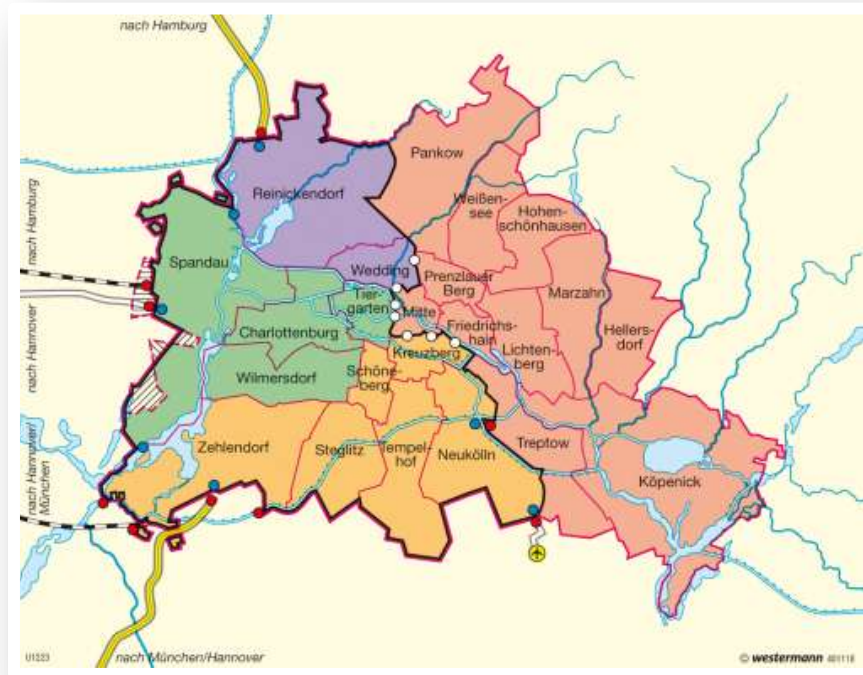 nach Hamburg
Pankow
Reinickendorf
Weißen-
see
Hohen-
schönhausen
nach Hamburg
Spandau
Wedding
Prenzlauer
Berg
Marzahn
Tier-
garten
Mitte
Hellers-
dorf
nach Hannover
Charlottenburg
Friedrichs-
hain
Kreuzberg
Lichten-
berg
Schöne-
berg
Wilmersdorf
nach Hannover/
München
Zehlendorf
Steglitz
Tempel-
hof
Neukölln
Treptow
Köpenick
U1223
nach München/Hannover
© westermann